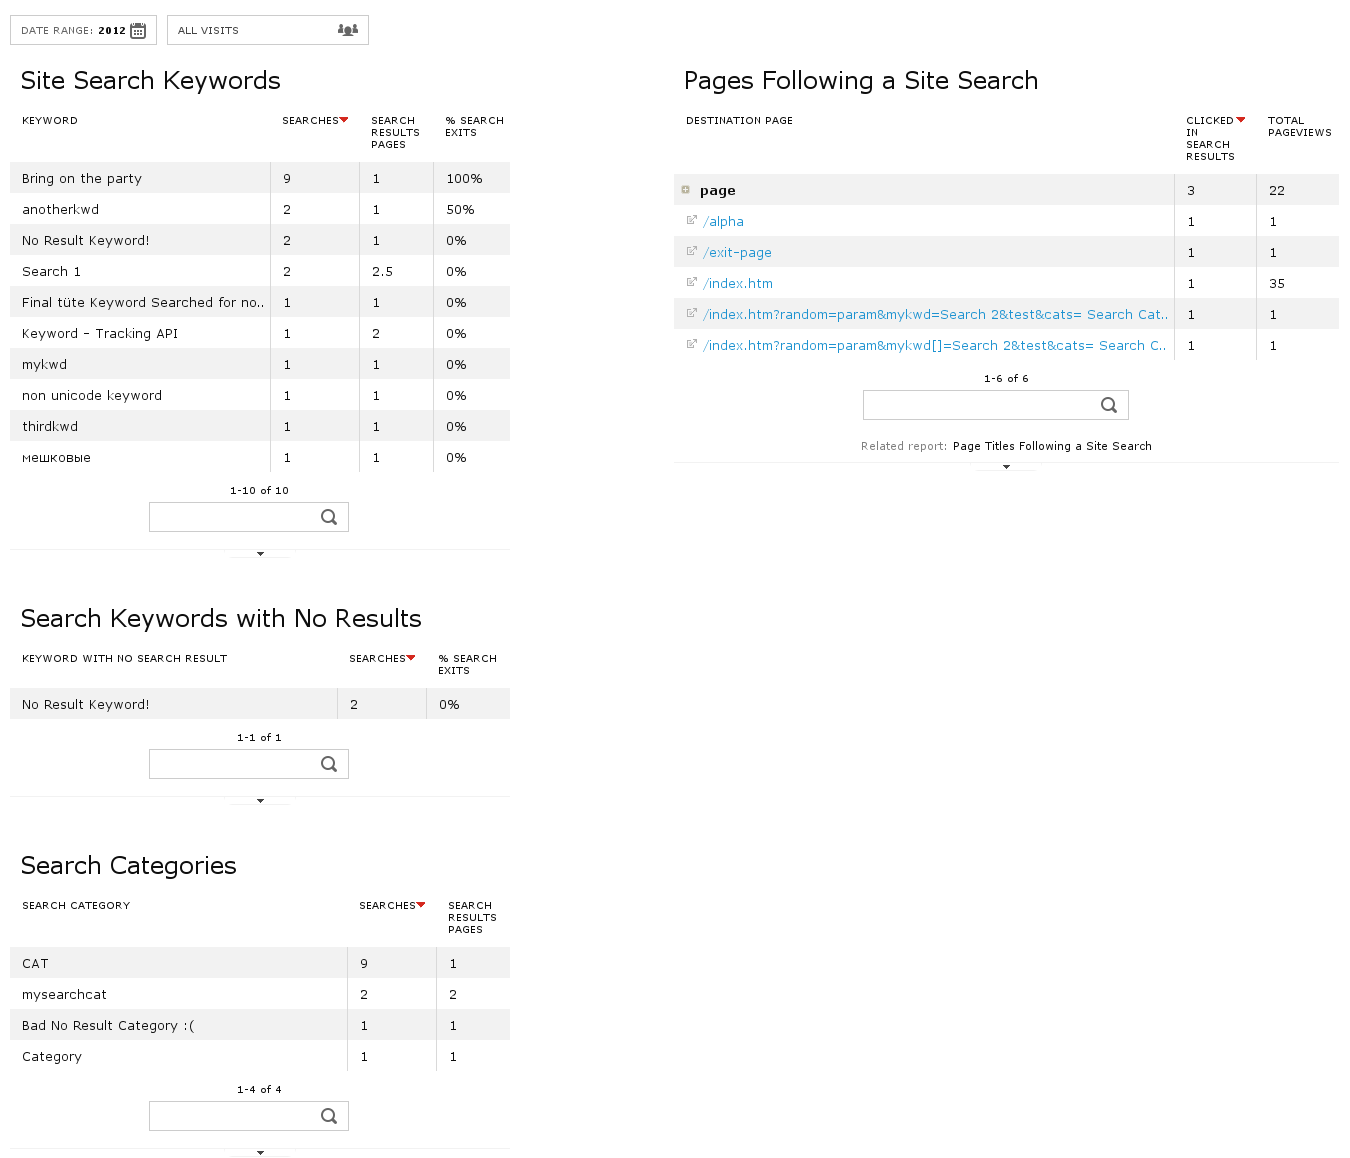 DATE RANGE: 2012
ALL VISITS
Site Search Keywords
KEYWORD SEARCHES SEARCH RESULTS PAGES % SEARCH EXITS
Bring on the party 9 1 100%
anotherkwd 2 1 50%
No Result Keyword! 2 1 0%
Search 1 2 2.5 0%
Final tüte Keyword Searched for no.. 1 1 0%
Keyword - Tracking API 1 2 0%
mykwd 1 1 0%
non unicode keyword 1 1 0%
thirdkwd 1 1 0%
мешковые 1 1 0%
1-10 of 10
Search Keywords with No Results
KEYWORD WITH NO SEARCH RESULT SEARCHES % SEARCH EXITS
No Result Keyword! 2 0%
1-1 of 1
Search Categories
SEARCH CATEGORY SEARCHES SEARCH RESULTS PAGES
CAT 9 1
mysearchcat 2 2
Bad No Result Category :( 1 1
Category 1 1
1-4 of 4
Pages Following a Site Search
DESTINATION PAGE CLICKED IN SEARCH RESULTS TOTAL PAGEVIEWS
page 3 22
/alpha 1 1
/exit-page 1 1
/index.htm 1 35
/index.htm?random=param&mykwd=Search 2&test&cats= Search Cat.. 1 1
/index.htm?random=param&mykwd[]=Search 2&test&cats= Search C.. 1 1
1-6 of 6
Related report: Page Titles Following a Site Search